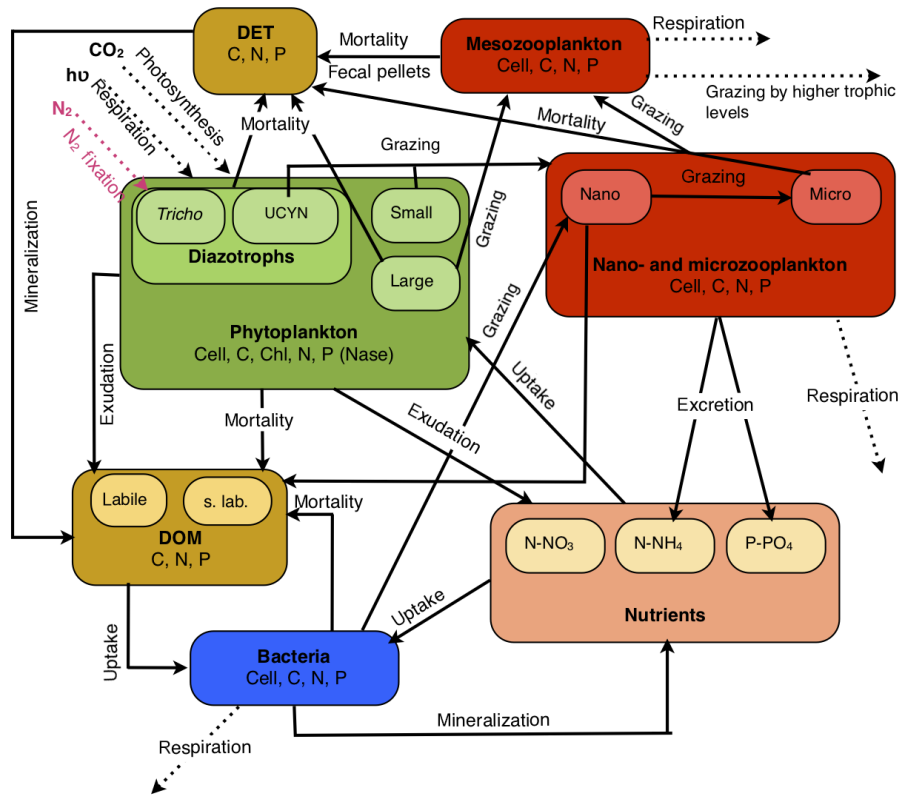 DET
C, N, P
Mortality
Fecal pellets
Mesozooplankton
Cell, C, N, P
Respiration
Grazing by higher trophic
levels
CO₂
hυ
N₂
Photosynthesis
Respiration
N₂ fixation
Mortality
Grazing
Mortality
Grazing
Tricho
UCYN
Diazotrophs
Small
Large
Phytoplankton
Cell, C, Chl, N, P (Nase)
Grazing
Nano
Grazing
Micro
Nano- and microzooplankton
Cell, C, N, P
Mineralization
Exudation
Mortality
Exudation
Grazing
Uptake
Excretion
Respiration
Labile
s. lab.
DOM
C, N, P
Mortality
N-NO₃
N-NH₄
P-PO₄
Nutrients
Uptake
Uptake
Bacteria
Cell, C, N, P
Mineralization
Respiration